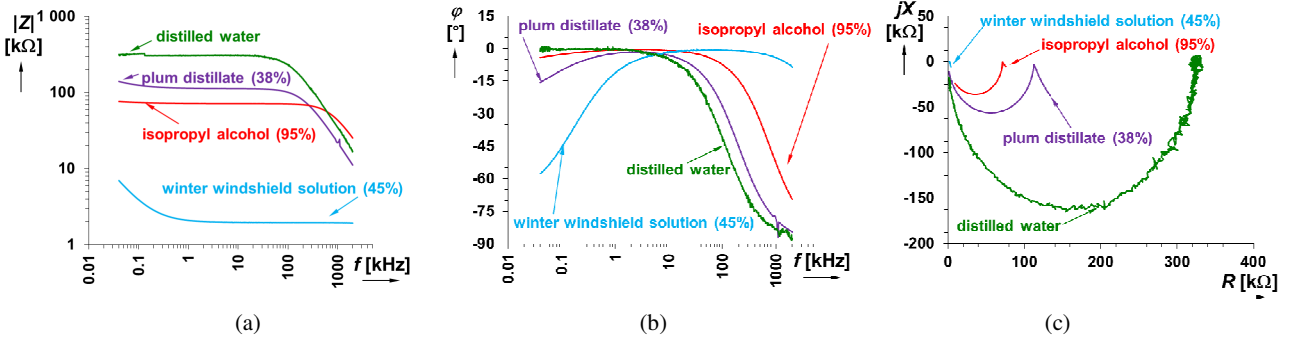 |Z|
[kΩ]
1 000
100
10
1
0.01
0.1
1
10
100
1000
f [kHz]
distilled water
plum distillate (38%)
isopropyl alcohol (95%)
winter windshield solution (45%)
(a)
φ
[°]
15
0
-15
-30
-45
-60
-75
-90
0.01
0.1
1
10
100
1000
f [kHz]
plum distillate (38%)
isopropyl alcohol (95%)
distilled water
winter windshield solution (45%)
(b)
jX
[kΩ]
50
0
-50
-100
-150
-200
0
100
200
300
400
R [kΩ]
winter windshield solution (45%)
isopropyl alcohol (95%)
plum distillate (38%)
distilled water
(c)